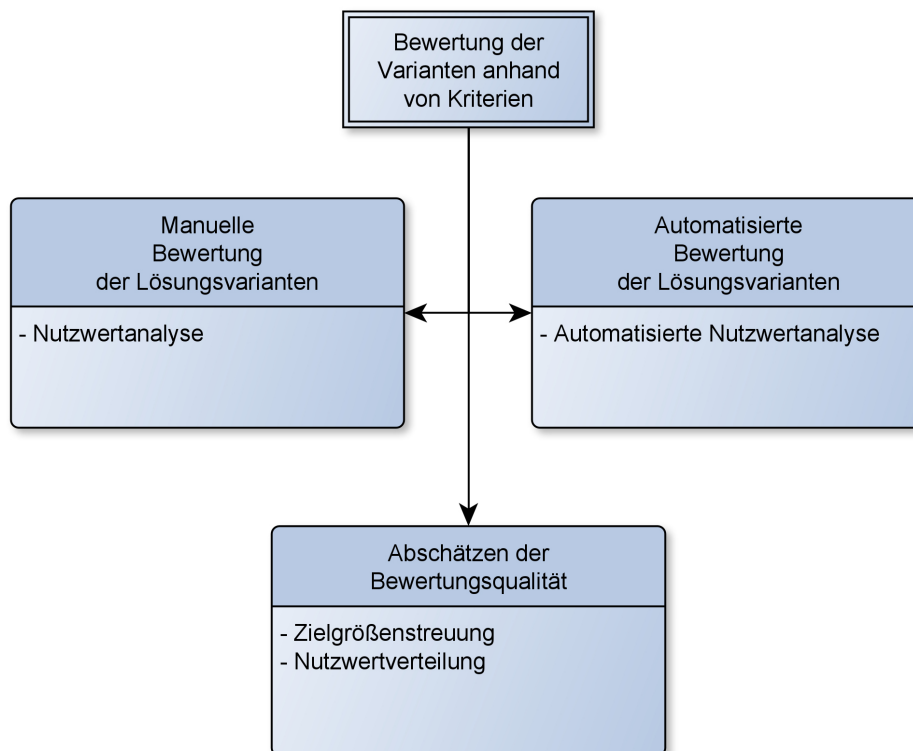 Bewertung der
Varianten anhand
von Kriterien
Manuelle
Bewertung
der Lösungsvarianten
- Nutzwertanalyse
Automatisierte
Bewertung
der Lösungsvarianten
- Automatisierte Nutzwertanalyse
Abschätzen der
Bewertungsqualität
- Zielgrößenstreuung
- Nutzwertverteilung